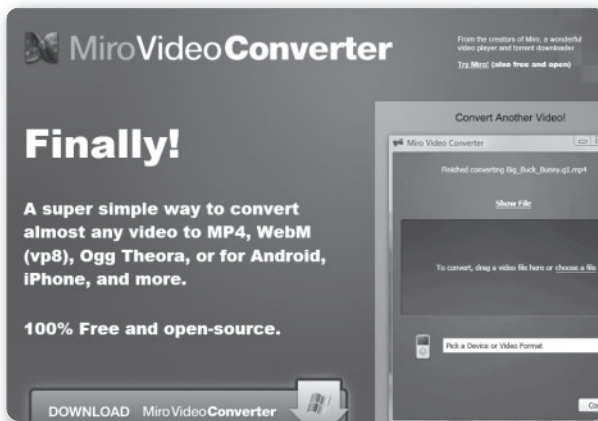 MiroVideoConverter
From the creators of Miro, a wonderful
video player and torrent downloader
Try Miro! (also free and open)
Finally!
A super simple way to convert
almost any video to MP4, WebM
(vp8), Ogg Theora, or for Android,
iPhone, and more.
100% Free and open-source.
DOWNLOAD MiroVideoConverter
Convert Another Video!
Miro Video Converter
Finished converting Big_Buck_Bunny.g1.mp4
Show File
To convert, drag a video file here or choose a file
Pick a Device or Video Format